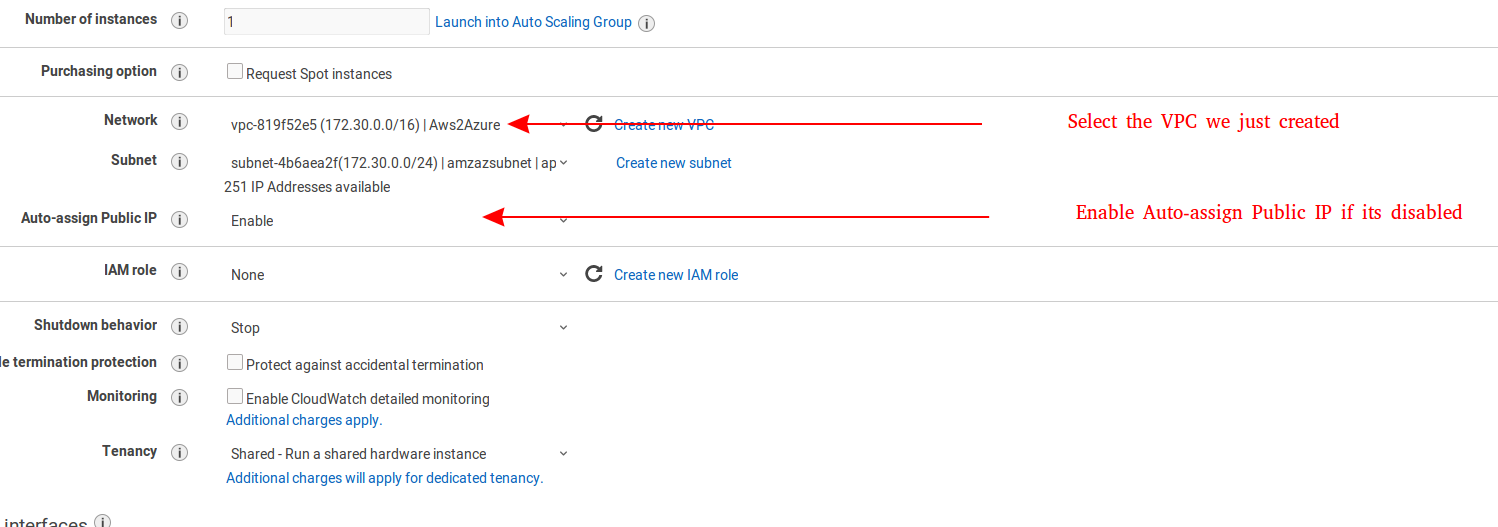 Number of instances 1 Launch into Auto Scaling Group
Purchasing option Request Spot instances
Network vpc-819f52e5 (172.30.0.0/16) | Aws2Azure Create new VPC Select the VPC we just created
Subnet subnet-4b6aea2f(172.30.0.0/24) | amzazsubnet | ap Create new subnet
251 IP Addresses available
Auto-assign Public IP Enable Enable Auto-assign Public IP if its disabled
IAM role None Create new IAM role
Shutdown behavior Stop
le termination protection Protect against accidental termination
Monitoring Enable CloudWatch detailed monitoring
Additional charges apply.
Tenancy Shared - Run a shared hardware instance
Additional charges will apply for dedicated tenancy.
interfaces